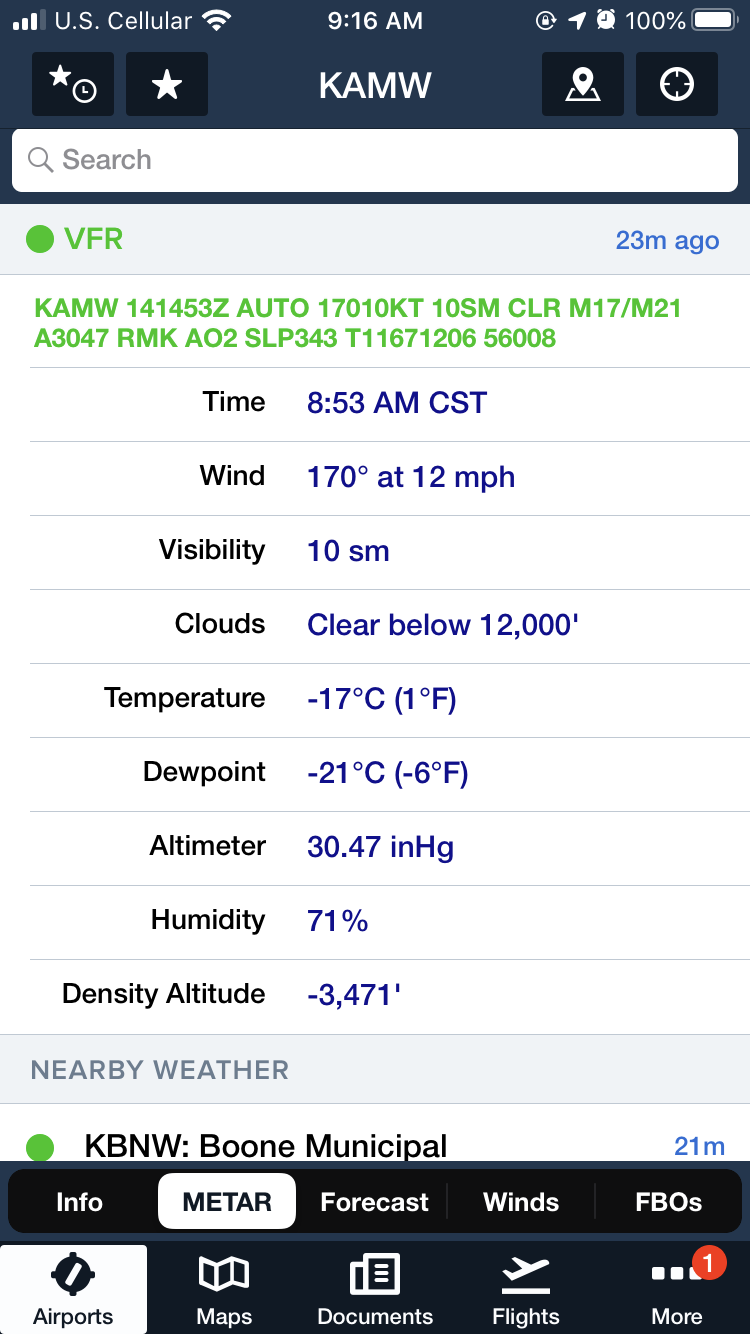 U.S. Cellular 9:16 AM 100%
KAMW
Search
VFR 23m ago
KAMW 141453Z AUTO 17010KT 10SM CLR M17/M21
A3047 RMK AO2 SLP343 T11671206 56008
Time 8:53 AM CST
Wind 170° at 12 mph
Visibility 10 sm
Clouds Clear below 12,000'
Temperature -17°C (1°F)
Dewpoint -21°C (-6°F)
Altimeter 30.47 inHg
Humidity 71%
Density Altitude -3,471'
NEARBY WEATHER
KBNW: Boone Municipal 21m
Info METAR Forecast Winds FBOs
1
Airports Maps Documents Flights More